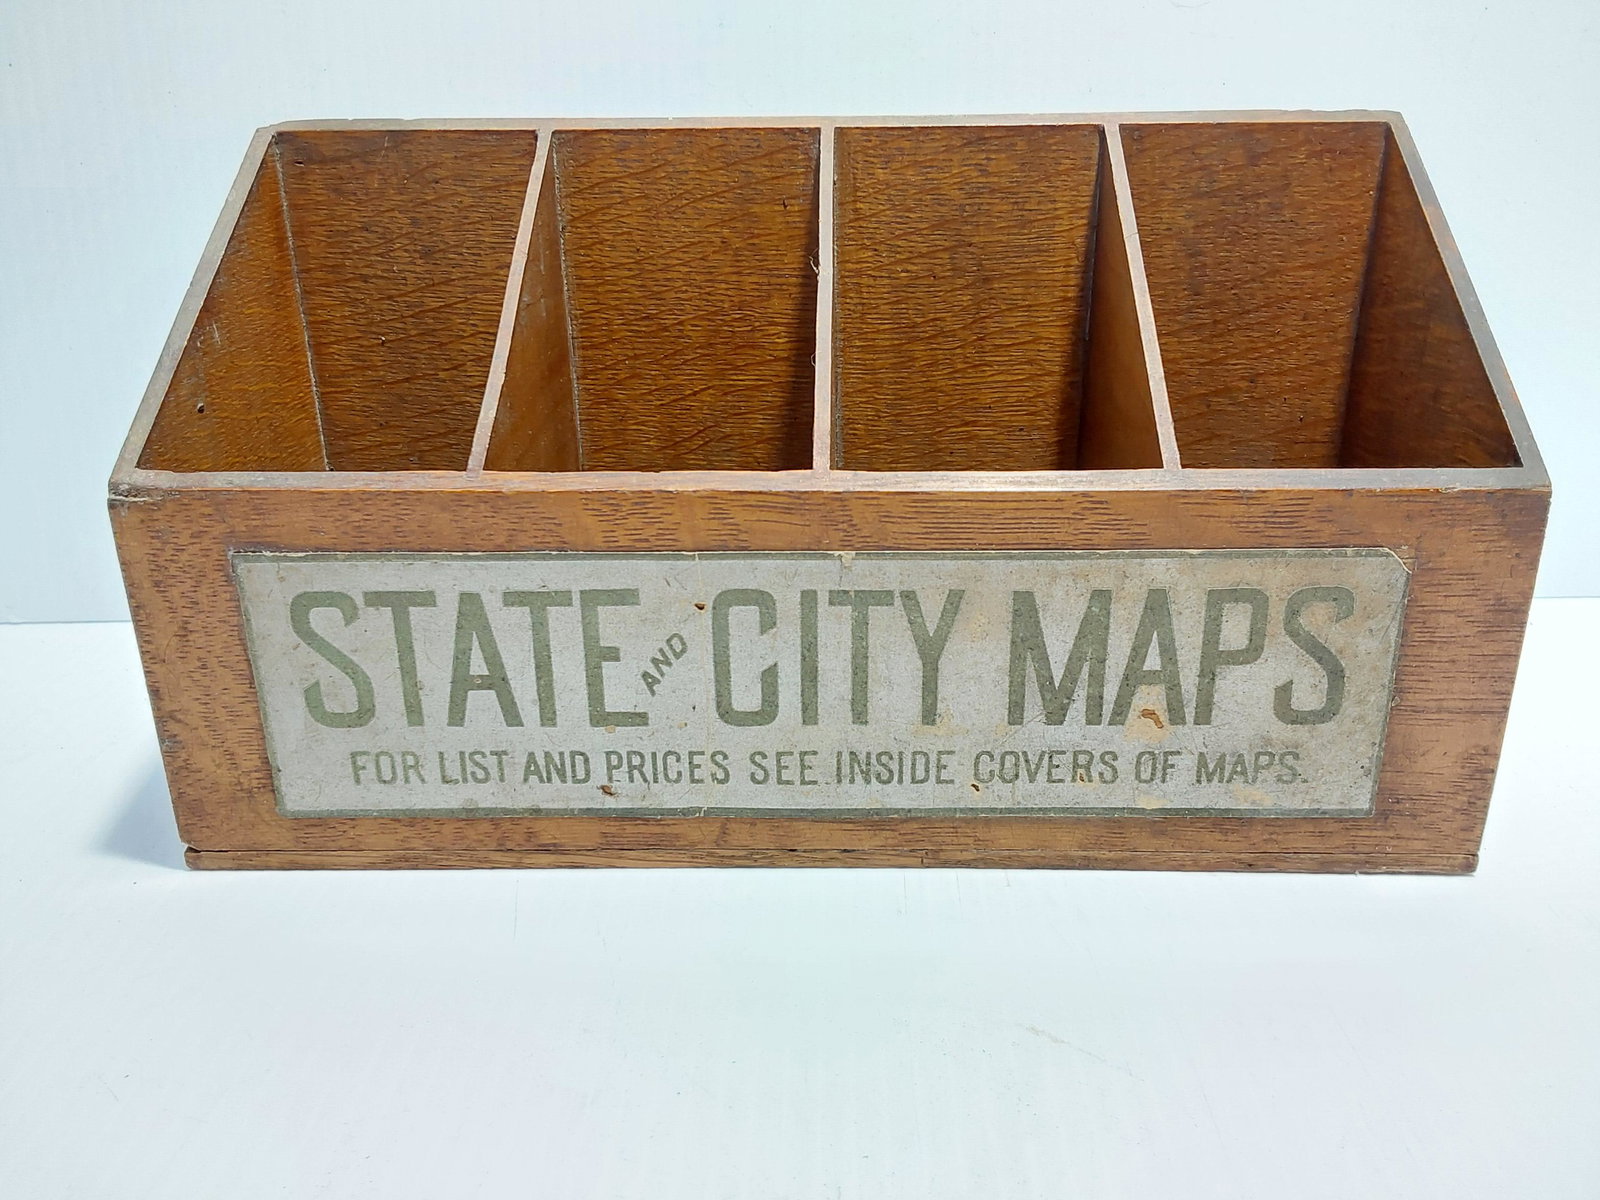 STATE AND CITY MAPS
FOR LIST AND PRICES SEE INSIDE COVERS OF MAPS.